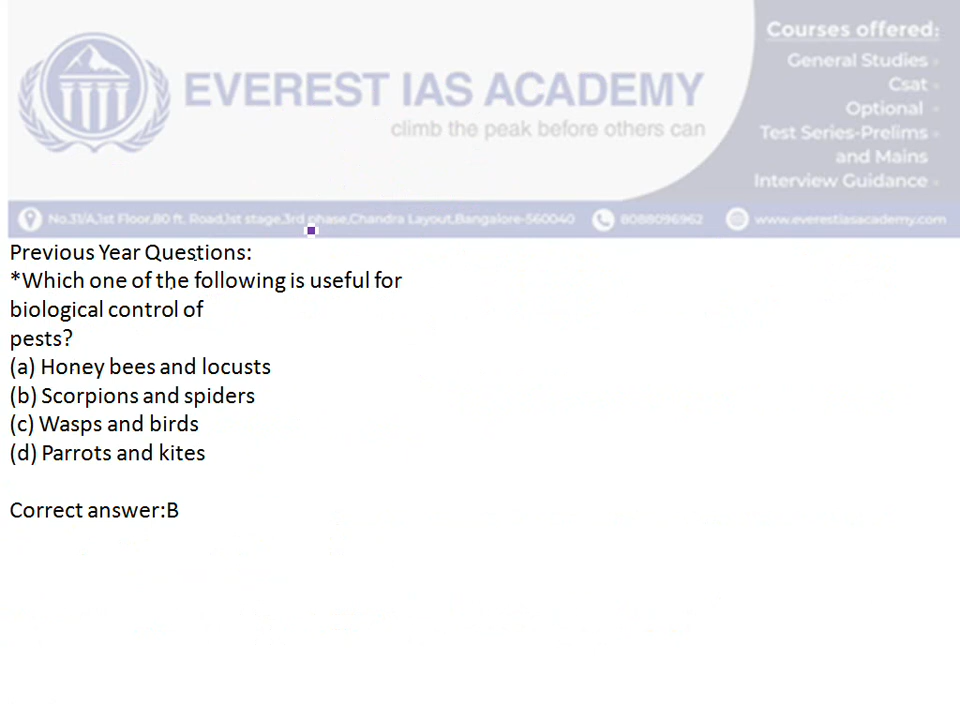 EVEREST IAS ACADEMY
climb the peak before others can
Courses offered:
General Studies
Csat
Optional
Test Series-Prelims
and Mains
Interview Guidance
No.33/A,1st Floor,80 ft. Road,1st stage,3rd phase,Chandra Layout,Bangalore-560040
8088096962
www.everestiasacademy.com
Previous Year Questions:
*Which one of the following is useful for
biological control of
pests?
(a) Honey bees and locusts
(b) Scorpions and spiders
(c) Wasps and birds
(d) Parrots and kites
Correct answer:B